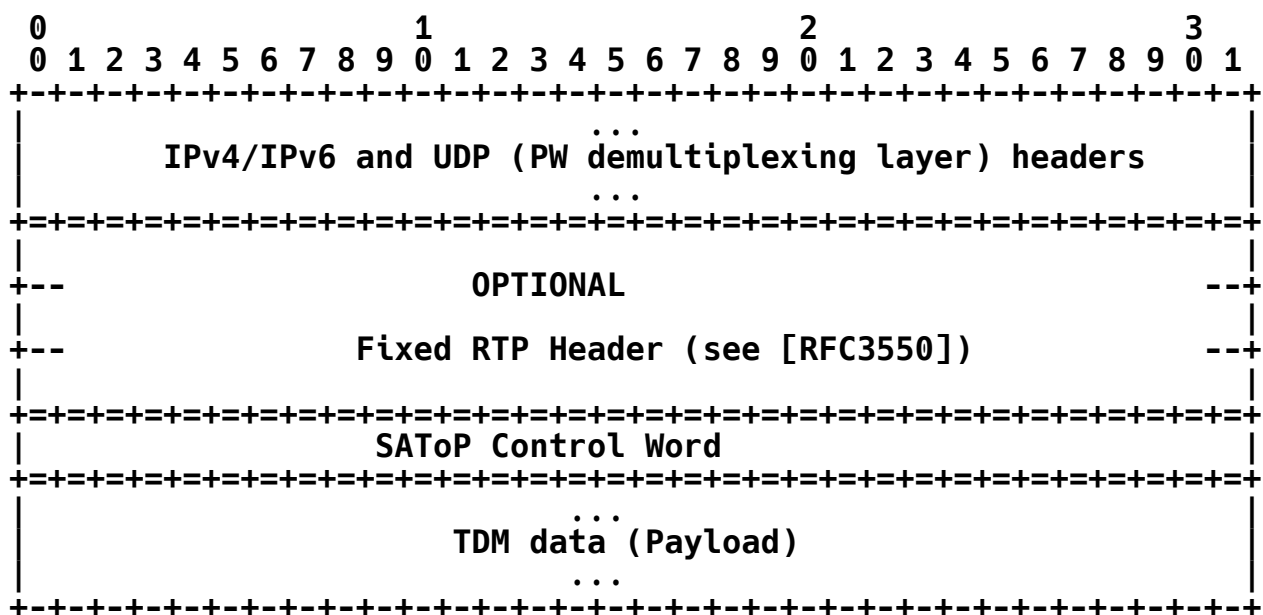 0                   1                   2                   3
 0 1 2 3 4 5 6 7 8 9 0 1 2 3 4 5 6 7 8 9 0 1 2 3 4 5 6 7 8 9 0 1
+-+-+-+-+-+-+-+-+-+-+-+-+-+-+-+-+-+-+-+-+-+-+-+-+-+-+-+-+-+-+-+-+
|                             ...                               |
|       IPv4/IPv6 and UDP (PW demultiplexing layer) headers     |
|                             ...                               |
+=+=+=+=+=+=+=+=+=+=+=+=+=+=+=+=+=+=+=+=+=+=+=+=+=+=+=+=+=+=+=+=+
|                                                               |
+--                     OPTIONAL                              --+
|                                                               |
+--               Fixed RTP Header (see [RFC3550])            --+
|                                                               |
+=+=+=+=+=+=+=+=+=+=+=+=+=+=+=+=+=+=+=+=+=+=+=+=+=+=+=+=+=+=+=+=+
|                  SAToP Control Word                           |
+=+=+=+=+=+=+=+=+=+=+=+=+=+=+=+=+=+=+=+=+=+=+=+=+=+=+=+=+=+=+=+=+
|                            ...                                |
|                      TDM data (Payload)                       |
|                            ...                                |
+-+-+-+-+-+-+-+-+-+-+-+-+-+-+-+-+-+-+-+-+-+-+-+-+-+-+-+-+-+-+-+-+